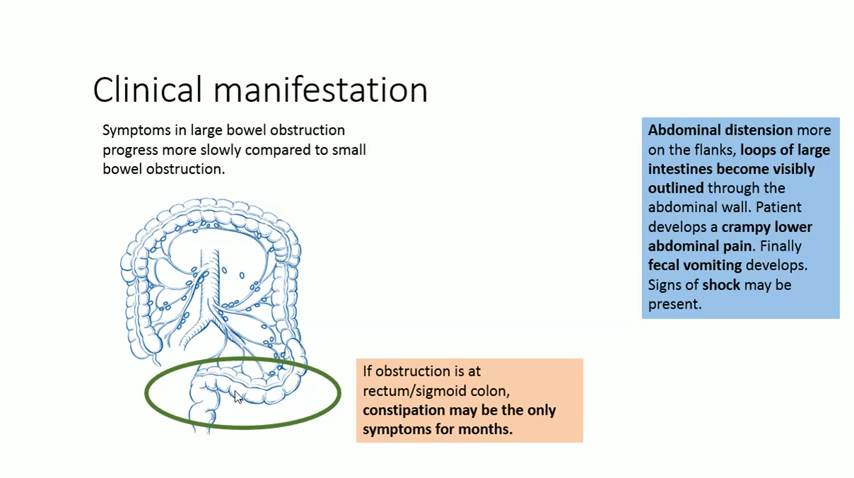 Clinical manifestation
Symptoms in large bowel obstruction
progress more slowly compared to small
bowel obstruction.
Abdominal distension more
on the flanks, loops of large
intestines become visibly
outlined through the
abdominal wall. Patient
develops a crampy lower
abdominal pain. Finally
fecal vomiting develops.
Signs of shock may be
present.
If obstruction is at
rectum/sigmoid colon,
constipation may be the only
symptoms for months.